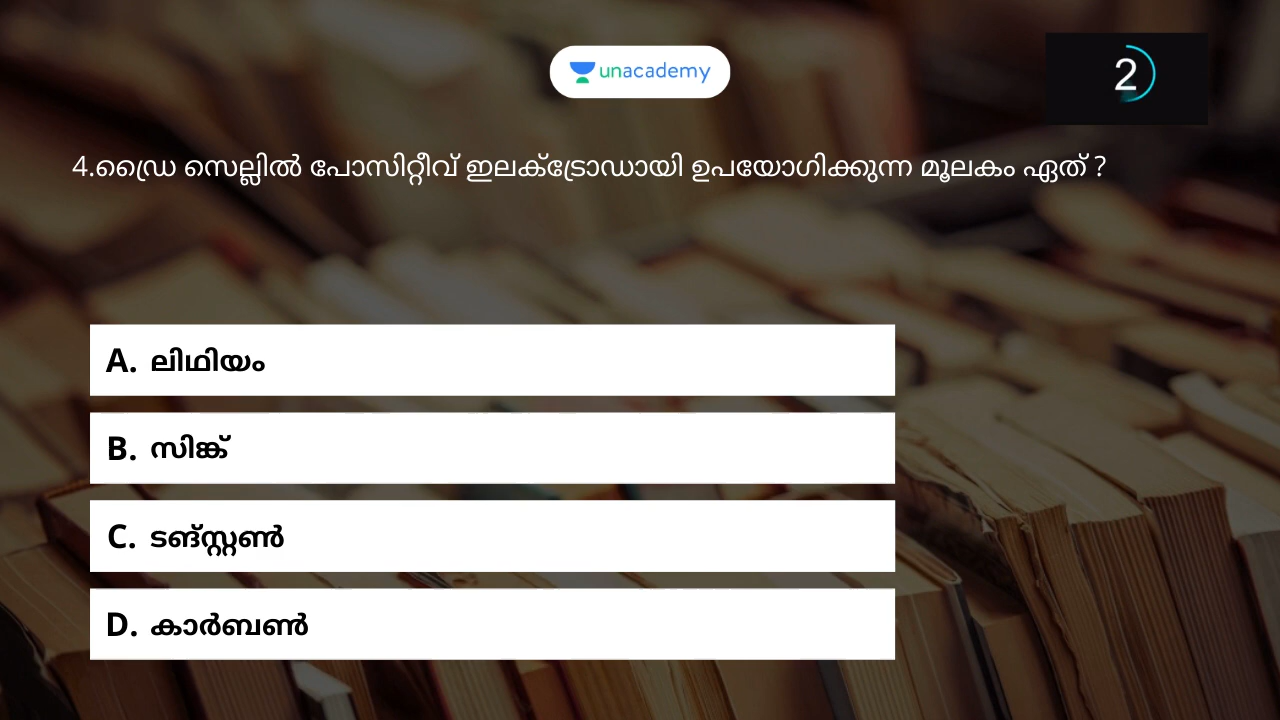 unacademy
2
4.ഡ്രൈ സെല്ലിൽ പോസിറ്റീവ് ഇലക്ട്രോഡായി ഉപയോഗിക്കുന്ന മൂലകം ഏത് ?
A. ലിഥിയം
B. സിങ്ക്
C. ടങ്സ്റ്റൺ
D. കാർബൺ